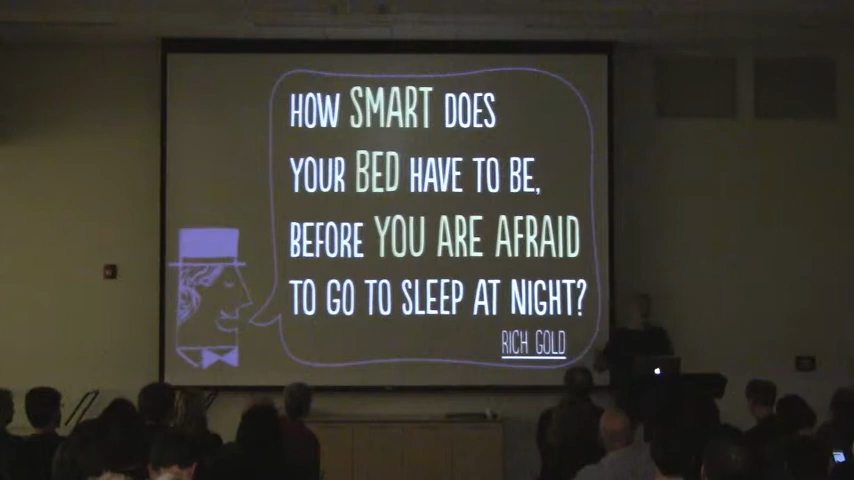 HOW SMART DOES
YOUR BED HAVE TO BE,
BEFORE YOU ARE AFRAID
TO GO TO SLEEP AT NIGHT?
RICH GOLD